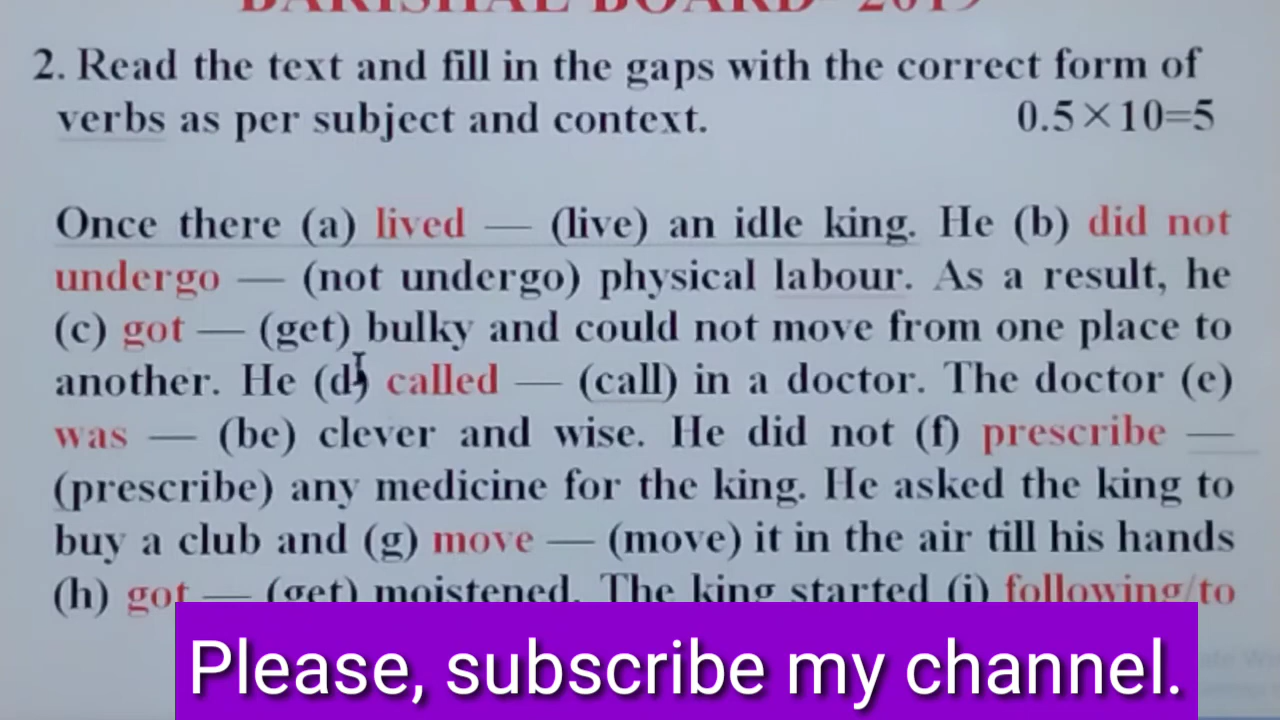 BARISHAL BOARD- 2019
2. Read the text and fill in the gaps with the correct form of
verbs as per subject and context. 0.5×10=5
Once there (a) lived — (live) an idle king. He (b) did not
undergo — (not undergo) physical labour. As a result, he
(c) got — (get) bulky and could not move from one place to
another. He (d) called — (call) in a doctor. The doctor (e)
was — (be) clever and wise. He did not (f) prescribe —
(prescribe) any medicine for the king. He asked the king to
buy a club and (g) move — (move) it in the air till his hands
(h) got — (get) moistened. The king started (i) following/to
Please, subscribe my channel.